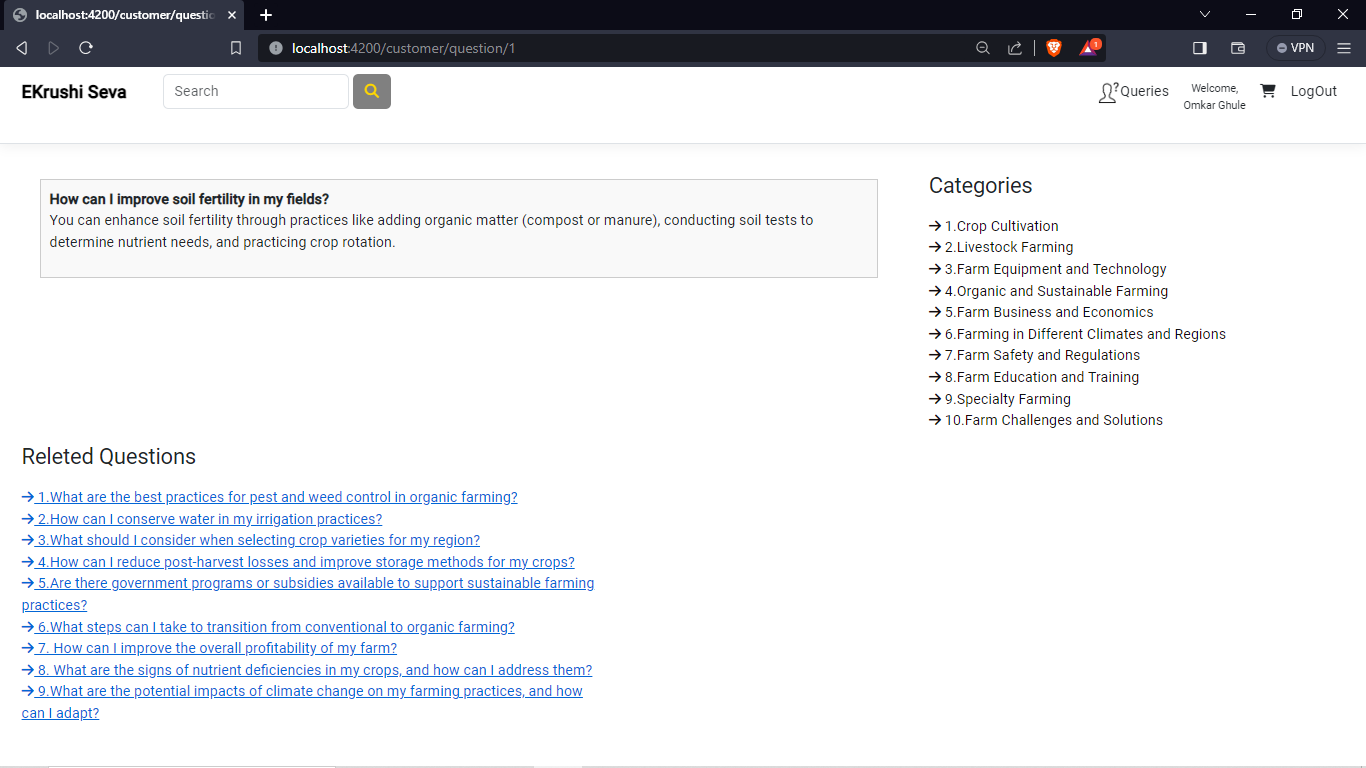 localhost:4200/customer/questio
localhost:4200/customer/question/1
1
VPN
EKrushi Seva
Search
Queries
Welcome,
Omkar Ghule
LogOut
How can I improve soil fertility in my fields?
You can enhance soil fertility through practices like adding organic matter (compost or manure), conducting soil tests to
determine nutrient needs, and practicing crop rotation.
Categories
1.Crop Cultivation
2.Livestock Farming
3.Farm Equipment and Technology
4.Organic and Sustainable Farming
5.Farm Business and Economics
6.Farming in Different Climates and Regions
7.Farm Safety and Regulations
8.Farm Education and Training
9.Specialty Farming
10.Farm Challenges and Solutions
Releted Questions
1.What are the best practices for pest and weed control in organic farming?
2.How can I conserve water in my irrigation practices?
3.What should I consider when selecting crop varieties for my region?
4.How can I reduce post-harvest losses and improve storage methods for my crops?
5.Are there government programs or subsidies available to support sustainable farming
practices?
6.What steps can I take to transition from conventional to organic farming?
7. How can I improve the overall profitability of my farm?
8. What are the signs of nutrient deficiencies in my crops, and how can I address them?
9.What are the potential impacts of climate change on my farming practices, and how
can I adapt?